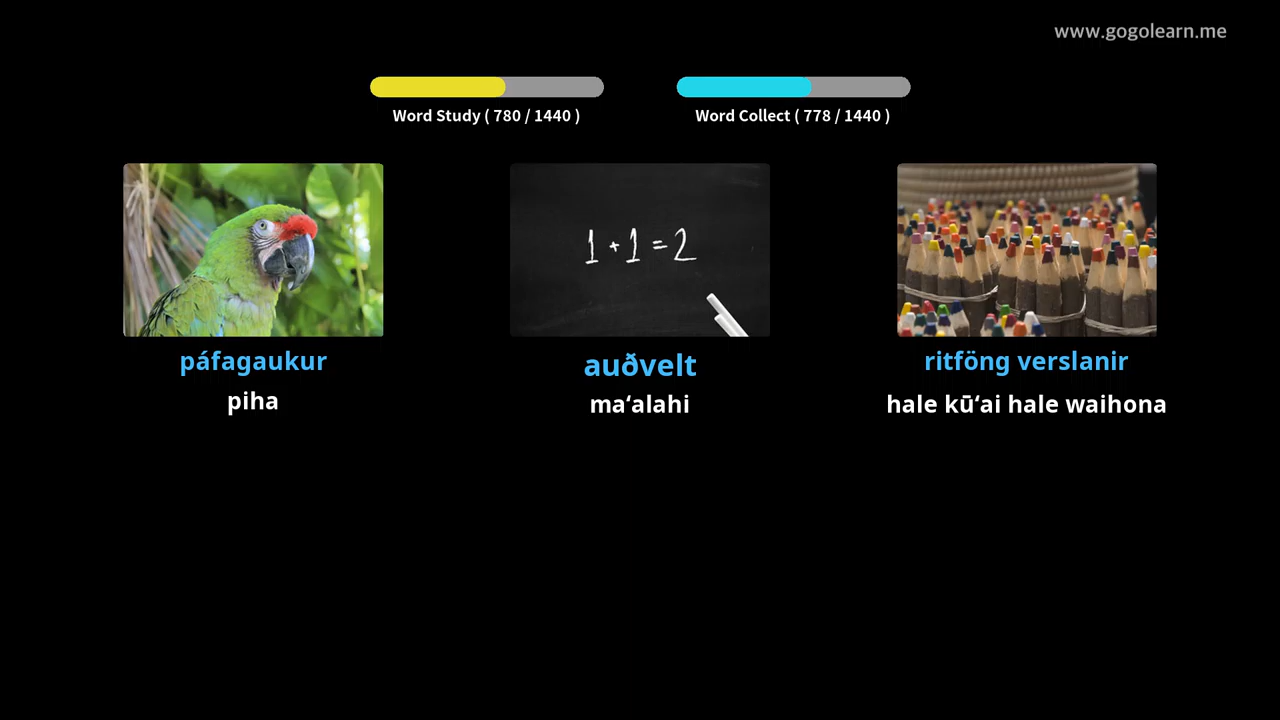 www.gogolearn.me
Word Study ( 780 / 1440 )
Word Collect ( 778 / 1440 )
1 + 1 = 2
páfagaukur
auðvelt
ritföng verslanir
piha
maʻalahi
hale kūʻai hale waihona